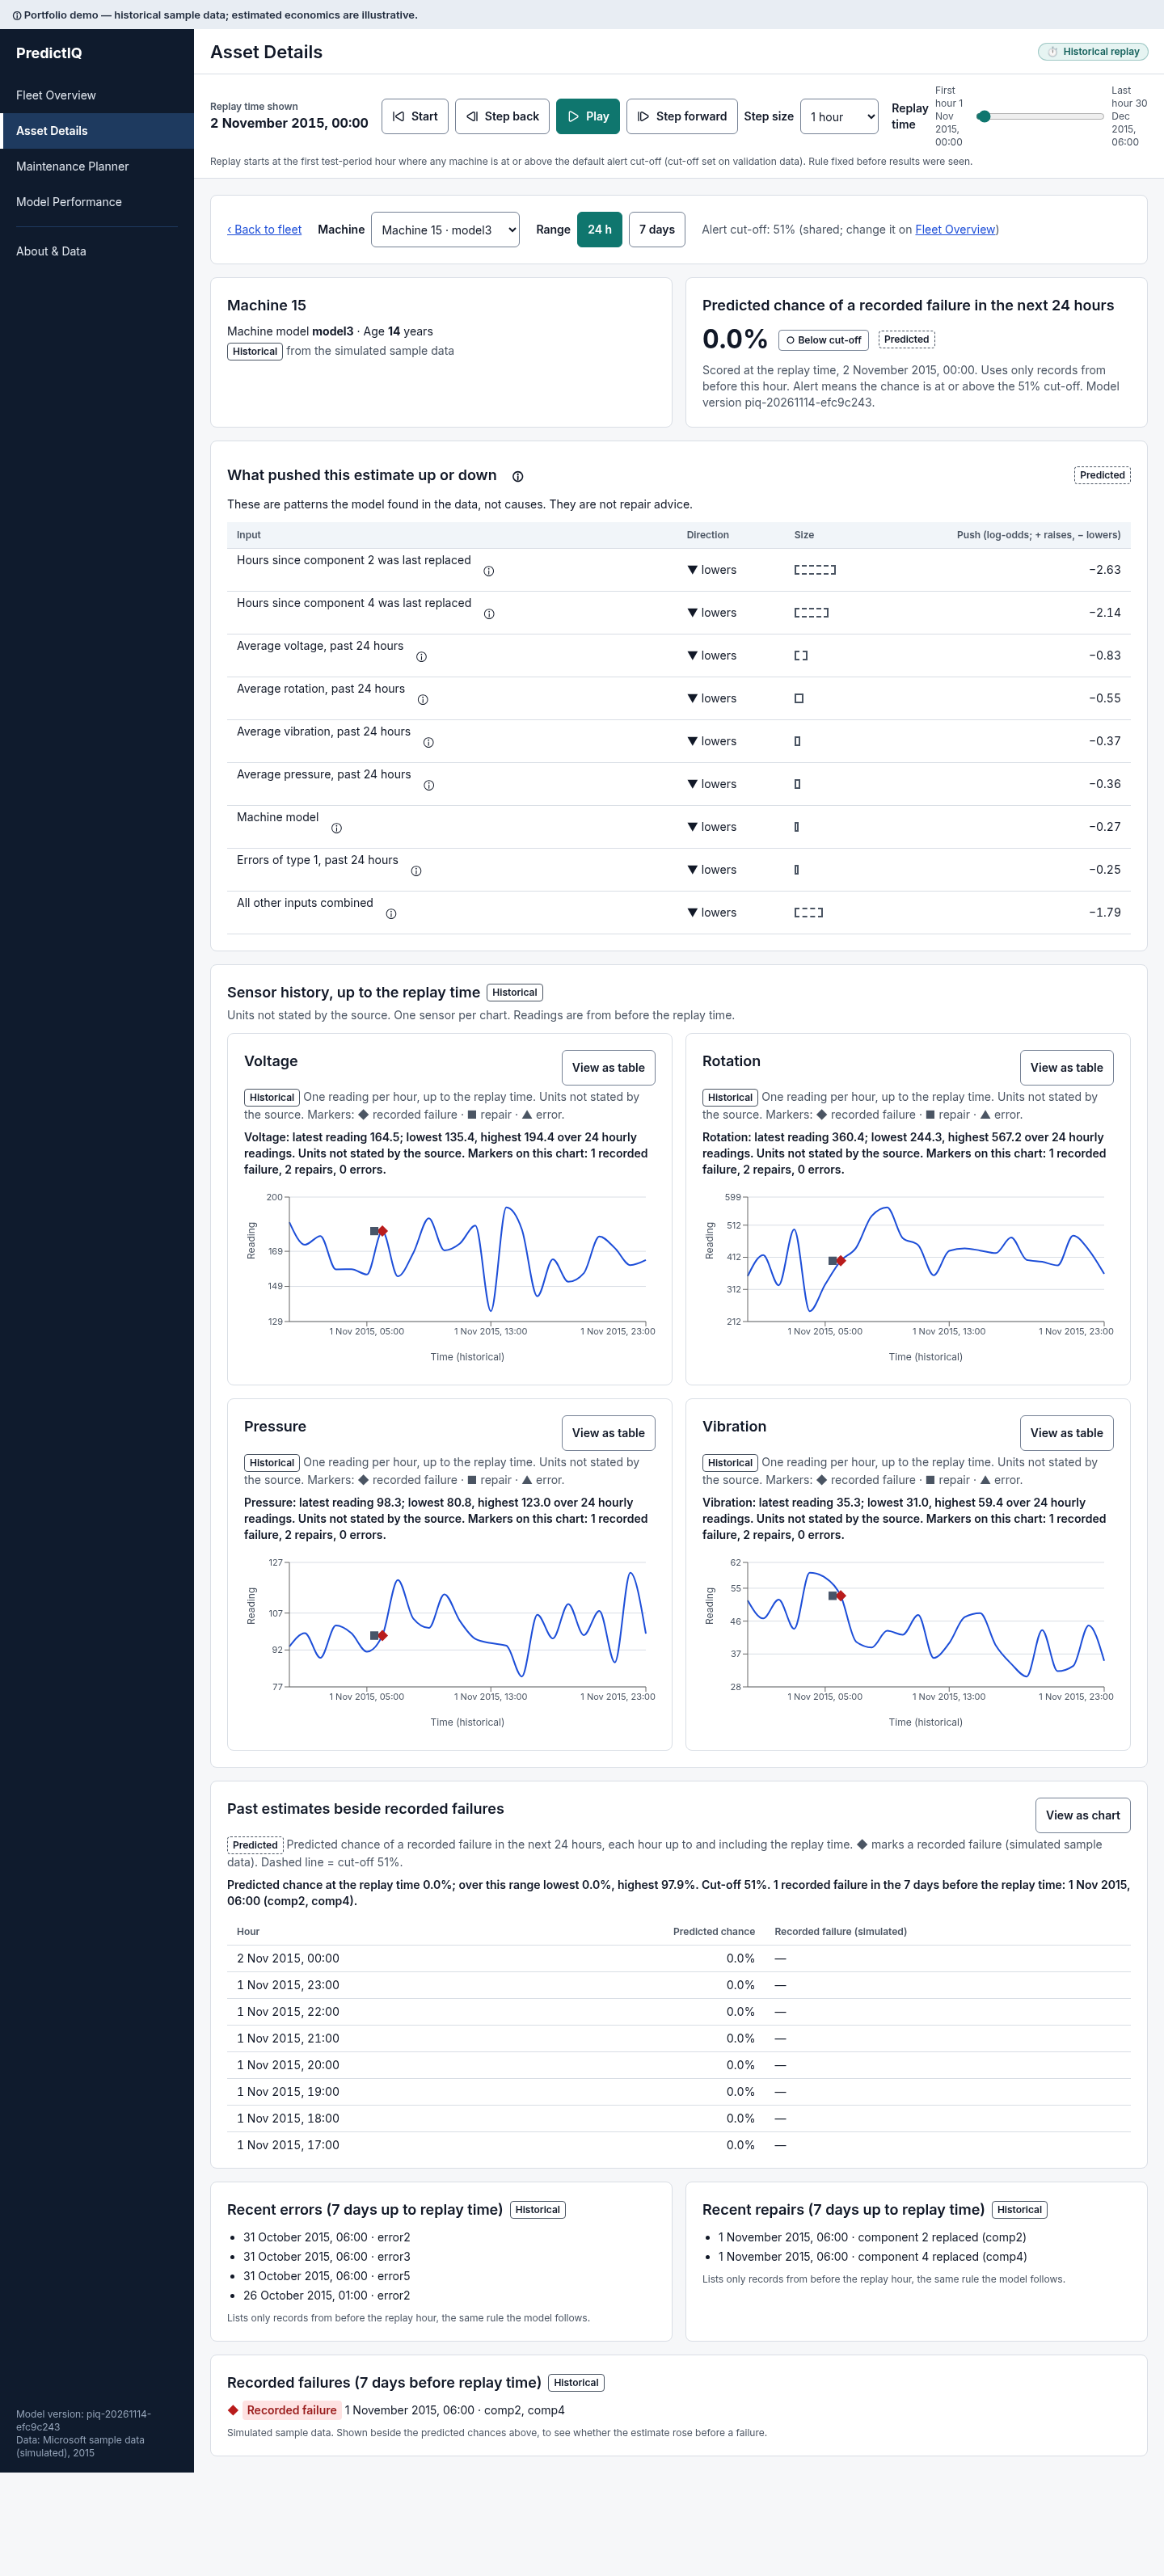 ⓘ Portfolio demo — historical sample data; estimated economics are illustrative.
PredictIQ
Fleet Overview
Asset Details
Maintenance Planner
Model Performance
About & Data
Model version: piq-20261114-
efc9c243
Data: Microsoft sample data
(simulated), 2015
Asset Details
Historical replay
Replay time shown
2 November 2015, 00:00
Start
Step back
Play
Step forward
Step size
1 hour
Replay
time
First
hour 1
Nov
2015,
00:00
Last
hour 30
Dec
2015,
06:00
Replay starts at the first test-period hour where any machine is at or above the default alert cut-off (cut-off set on validation data). Rule fixed before results were seen.
‹ Back to fleet
Machine
Machine 15 · model3
Range
24 h
7 days
Alert cut-off: 51% (shared; change it on Fleet Overview)
Machine 15
Machine model model3 · Age 14 years
Historical from the simulated sample data
Predicted chance of a recorded failure in the next 24 hours
0.0%
○ Below cut-off
Predicted
Scored at the replay time, 2 November 2015, 00:00. Uses only records from
before this hour. Alert means the chance is at or above the 51% cut-off. Model
version piq-20261114-efc9c243.
What pushed this estimate up or down ⓘ
Predicted
These are patterns the model found in the data, not causes. They are not repair advice.
Input Direction Size Push (log-odds; + raises, − lowers)
Hours since component 2 was last replaced ⓘ ▼ lowers −2.63
Hours since component 4 was last replaced ⓘ ▼ lowers −2.14
Average voltage, past 24 hours ⓘ ▼ lowers −0.83
Average rotation, past 24 hours ⓘ ▼ lowers −0.55
Average vibration, past 24 hours ⓘ ▼ lowers −0.37
Average pressure, past 24 hours ⓘ ▼ lowers −0.36
Machine model ⓘ ▼ lowers −0.27
Errors of type 1, past 24 hours ⓘ ▼ lowers −0.25
All other inputs combined ⓘ ▼ lowers −1.79
Sensor history, up to the replay time Historical
Units not stated by the source. One sensor per chart. Readings are from before the replay time.
Voltage
View as table
Historical One reading per hour, up to the replay time. Units not stated by
the source. Markers: ◆ recorded failure · ■ repair · ▲ error.
Voltage: latest reading 164.5; lowest 135.4, highest 194.4 over 24 hourly
readings. Units not stated by the source. Markers on this chart: 1 recorded
failure, 2 repairs, 0 errors.
Reading
200
169
149
129
1 Nov 2015, 05:00 1 Nov 2015, 13:00 1 Nov 2015, 23:00
Time (historical)
Rotation
View as table
Historical One reading per hour, up to the replay time. Units not stated by
the source. Markers: ◆ recorded failure · ■ repair · ▲ error.
Rotation: latest reading 360.4; lowest 244.3, highest 567.2 over 24 hourly
readings. Units not stated by the source. Markers on this chart: 1 recorded
failure, 2 repairs, 0 errors.
Reading
599
512
412
312
212
1 Nov 2015, 05:00 1 Nov 2015, 13:00 1 Nov 2015, 23:00
Time (historical)
Pressure
View as table
Historical One reading per hour, up to the replay time. Units not stated by
the source. Markers: ◆ recorded failure · ■ repair · ▲ error.
Pressure: latest reading 98.3; lowest 80.8, highest 123.0 over 24 hourly
readings. Units not stated by the source. Markers on this chart: 1 recorded
failure, 2 repairs, 0 errors.
Reading
127
107
92
77
1 Nov 2015, 05:00 1 Nov 2015, 13:00 1 Nov 2015, 23:00
Time (historical)
Vibration
View as table
Historical One reading per hour, up to the replay time. Units not stated by
the source. Markers: ◆ recorded failure · ■ repair · ▲ error.
Vibration: latest reading 35.3; lowest 31.0, highest 59.4 over 24 hourly
readings. Units not stated by the source. Markers on this chart: 1 recorded
failure, 2 repairs, 0 errors.
Reading
62
55
46
37
28
1 Nov 2015, 05:00 1 Nov 2015, 13:00 1 Nov 2015, 23:00
Time (historical)
Past estimates beside recorded failures
View as chart
Predicted Predicted chance of a recorded failure in the next 24 hours, each hour up to and including the replay time. ◆ marks a recorded failure (simulated sample
data). Dashed line = cut-off 51%.
Predicted chance at the replay time 0.0%; over this range lowest 0.0%, highest 97.9%. Cut-off 51%. 1 recorded failure in the 7 days before the replay time: 1 Nov 2015,
06:00 (comp2, comp4).
Hour Predicted chance Recorded failure (simulated)
2 Nov 2015, 00:00 0.0% —
1 Nov 2015, 23:00 0.0% —
1 Nov 2015, 22:00 0.0% —
1 Nov 2015, 21:00 0.0% —
1 Nov 2015, 20:00 0.0% —
1 Nov 2015, 19:00 0.0% —
1 Nov 2015, 18:00 0.0% —
1 Nov 2015, 17:00 0.0% —
Recent errors (7 days up to replay time) Historical
• 31 October 2015, 06:00 · error2
• 31 October 2015, 06:00 · error3
• 31 October 2015, 06:00 · error5
• 26 October 2015, 01:00 · error2
Lists only records from before the replay hour, the same rule the model follows.
Recent repairs (7 days up to replay time) Historical
• 1 November 2015, 06:00 · component 2 replaced (comp2)
• 1 November 2015, 06:00 · component 4 replaced (comp4)
Lists only records from before the replay hour, the same rule the model follows.
Recorded failures (7 days before replay time) Historical
◆ Recorded failure 1 November 2015, 06:00 · comp2, comp4
Simulated sample data. Shown beside the predicted chances above, to see whether the estimate rose before a failure.